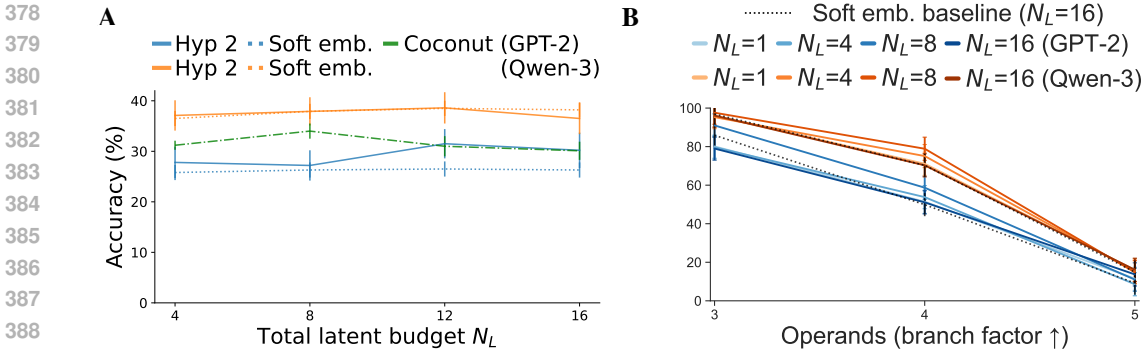 378
379
380
381
382
383
384
385
386
387
388
A
Hyp 2 Soft emb. Coconut (GPT-2)
Hyp 2 Soft emb. (Qwen-3)
Accuracy (%)
40
30
20
10
0
4 8 12 16
Total latent budget N_L
B
Soft emb. baseline (N_L=16)
N_L=1 N_L=4 N_L=8 N_L=16 (GPT-2)
N_L=1 N_L=4 N_L=8 N_L=16 (Qwen-3)
100
80
60
40
20
0
3 4 5
Operands (branch factor ↑)